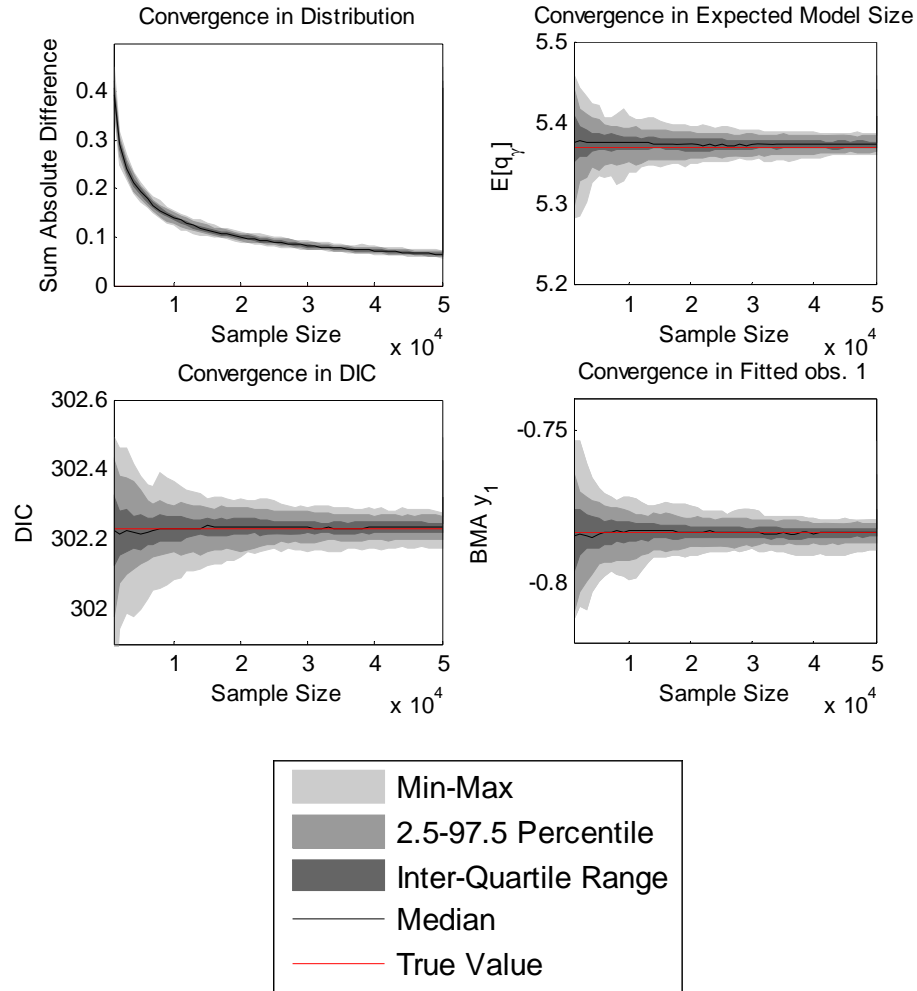 Convergence in Distribution
Sum Absolute Difference
0.4
0.3
0.2
0.1
0
1 2 3 4 5
Sample Size
x 10^4
Convergence in Expected Model Size
E[q_γ]
5.5
5.4
5.3
5.2
1 2 3 4 5
Sample Size
x 10^4
Convergence in DIC
DIC
302.6
302.4
302.2
302
1 2 3 4 5
Sample Size
x 10^4
Convergence in Fitted obs. 1
BMA y_1
-0.75
-0.8
1 2 3 4 5
Sample Size
x 10^4
Min-Max
2.5-97.5 Percentile
Inter-Quartile Range
Median
True Value